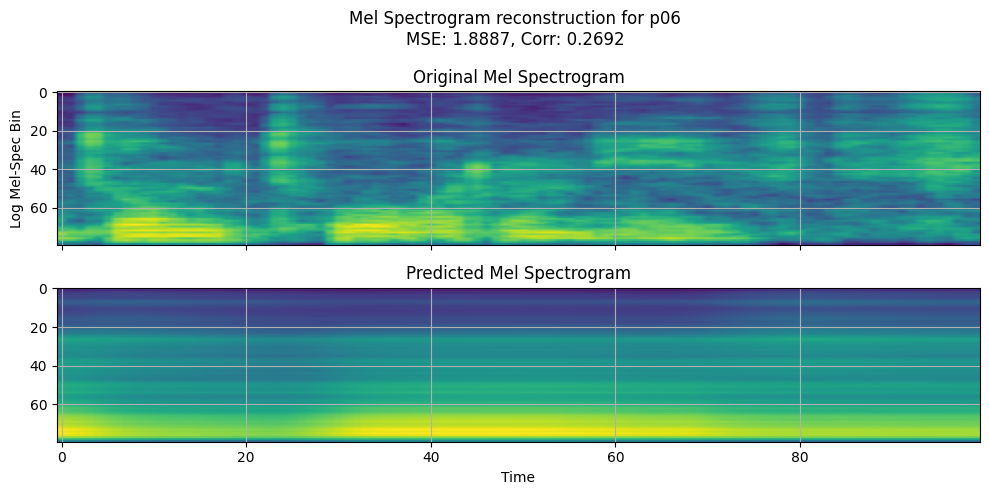 Mel Spectrogram reconstruction for p06
MSE: 1.8887, Corr: 0.2692
Original Mel Spectrogram
Log Mel-Spec Bin
0
20
40
60
Predicted Mel Spectrogram
0
20
40
60
0 20 40 60 80
Time